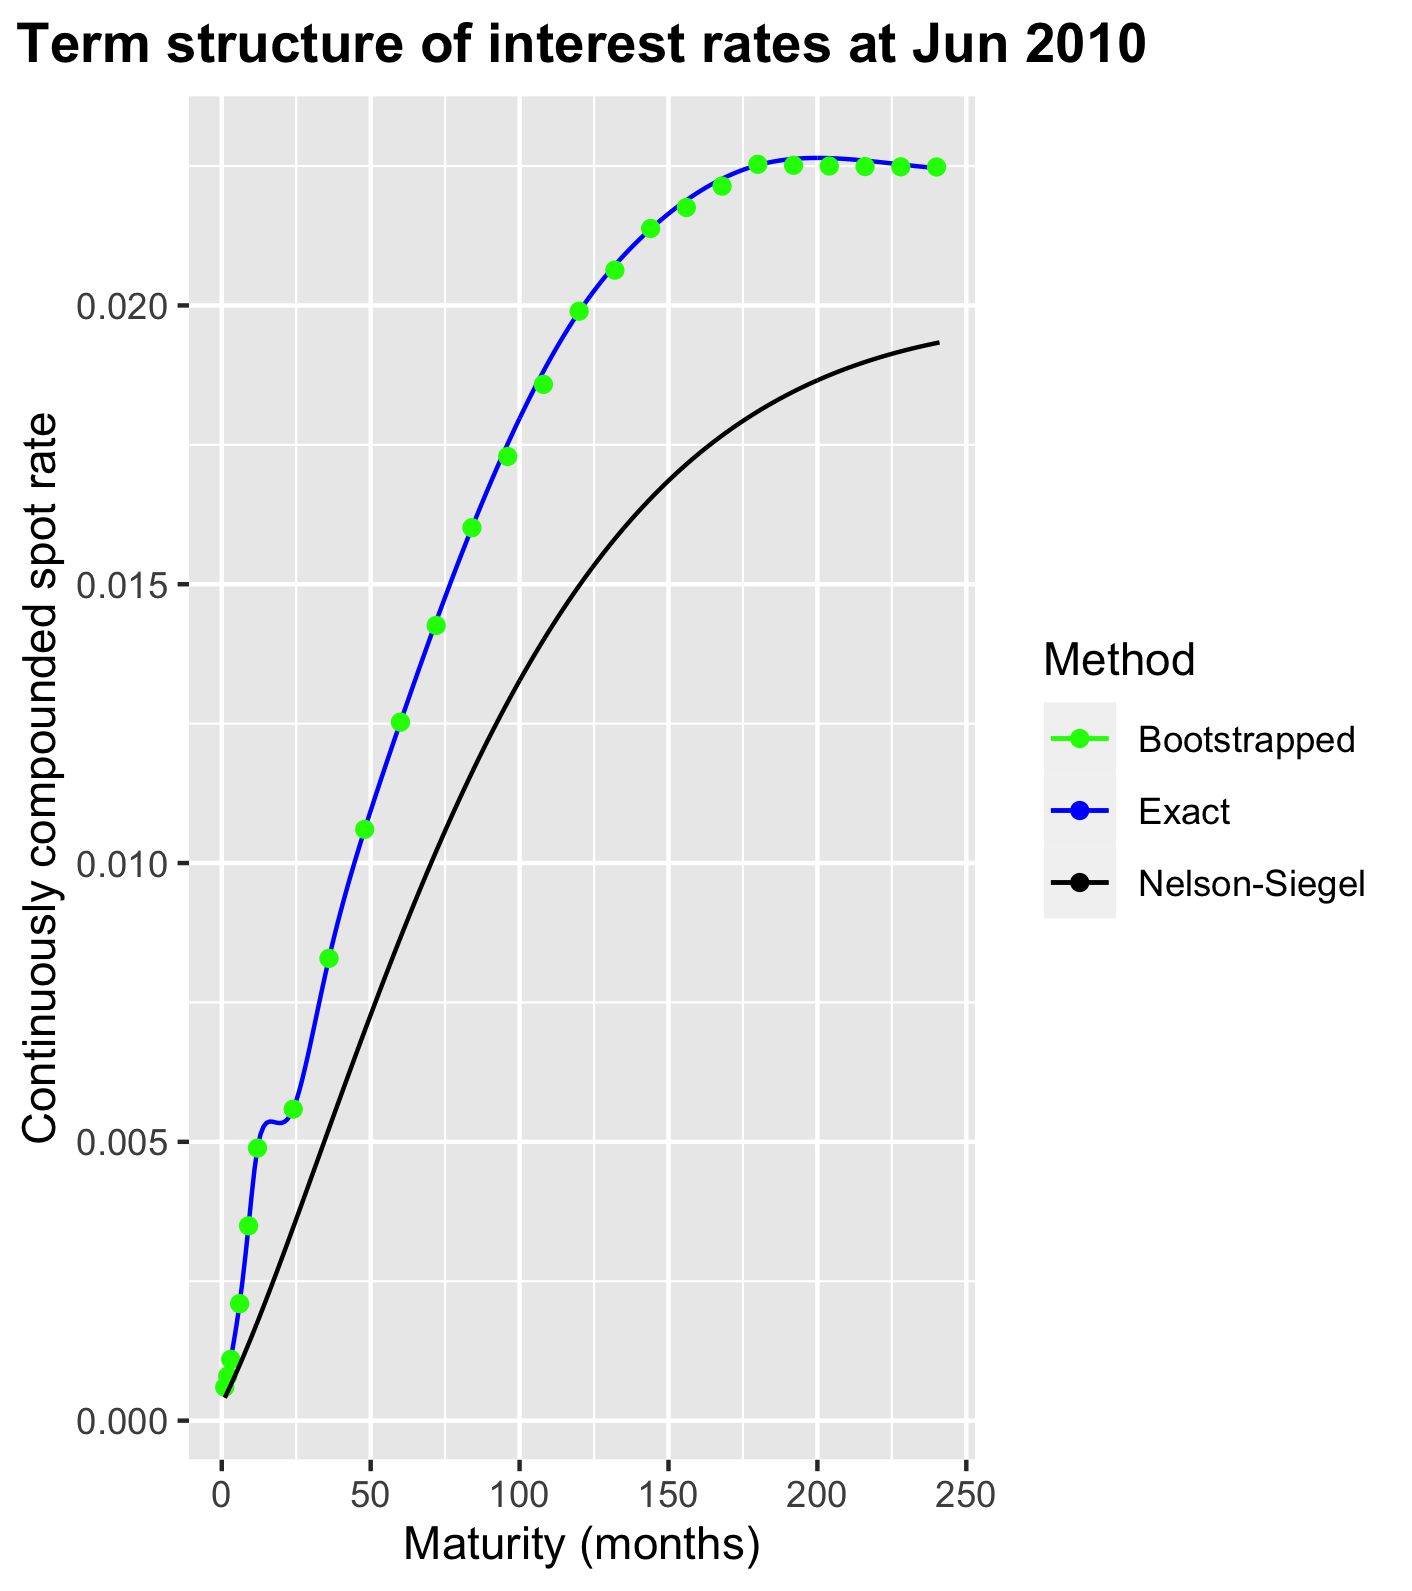 Term structure of interest rates at Jun 2010
Continuously compounded spot rate
0.020
0.015
0.010
0.005
0.000
0 50 100 150 200 250
Maturity (months)
Method
Bootstrapped
Exact
Nelson-Siegel